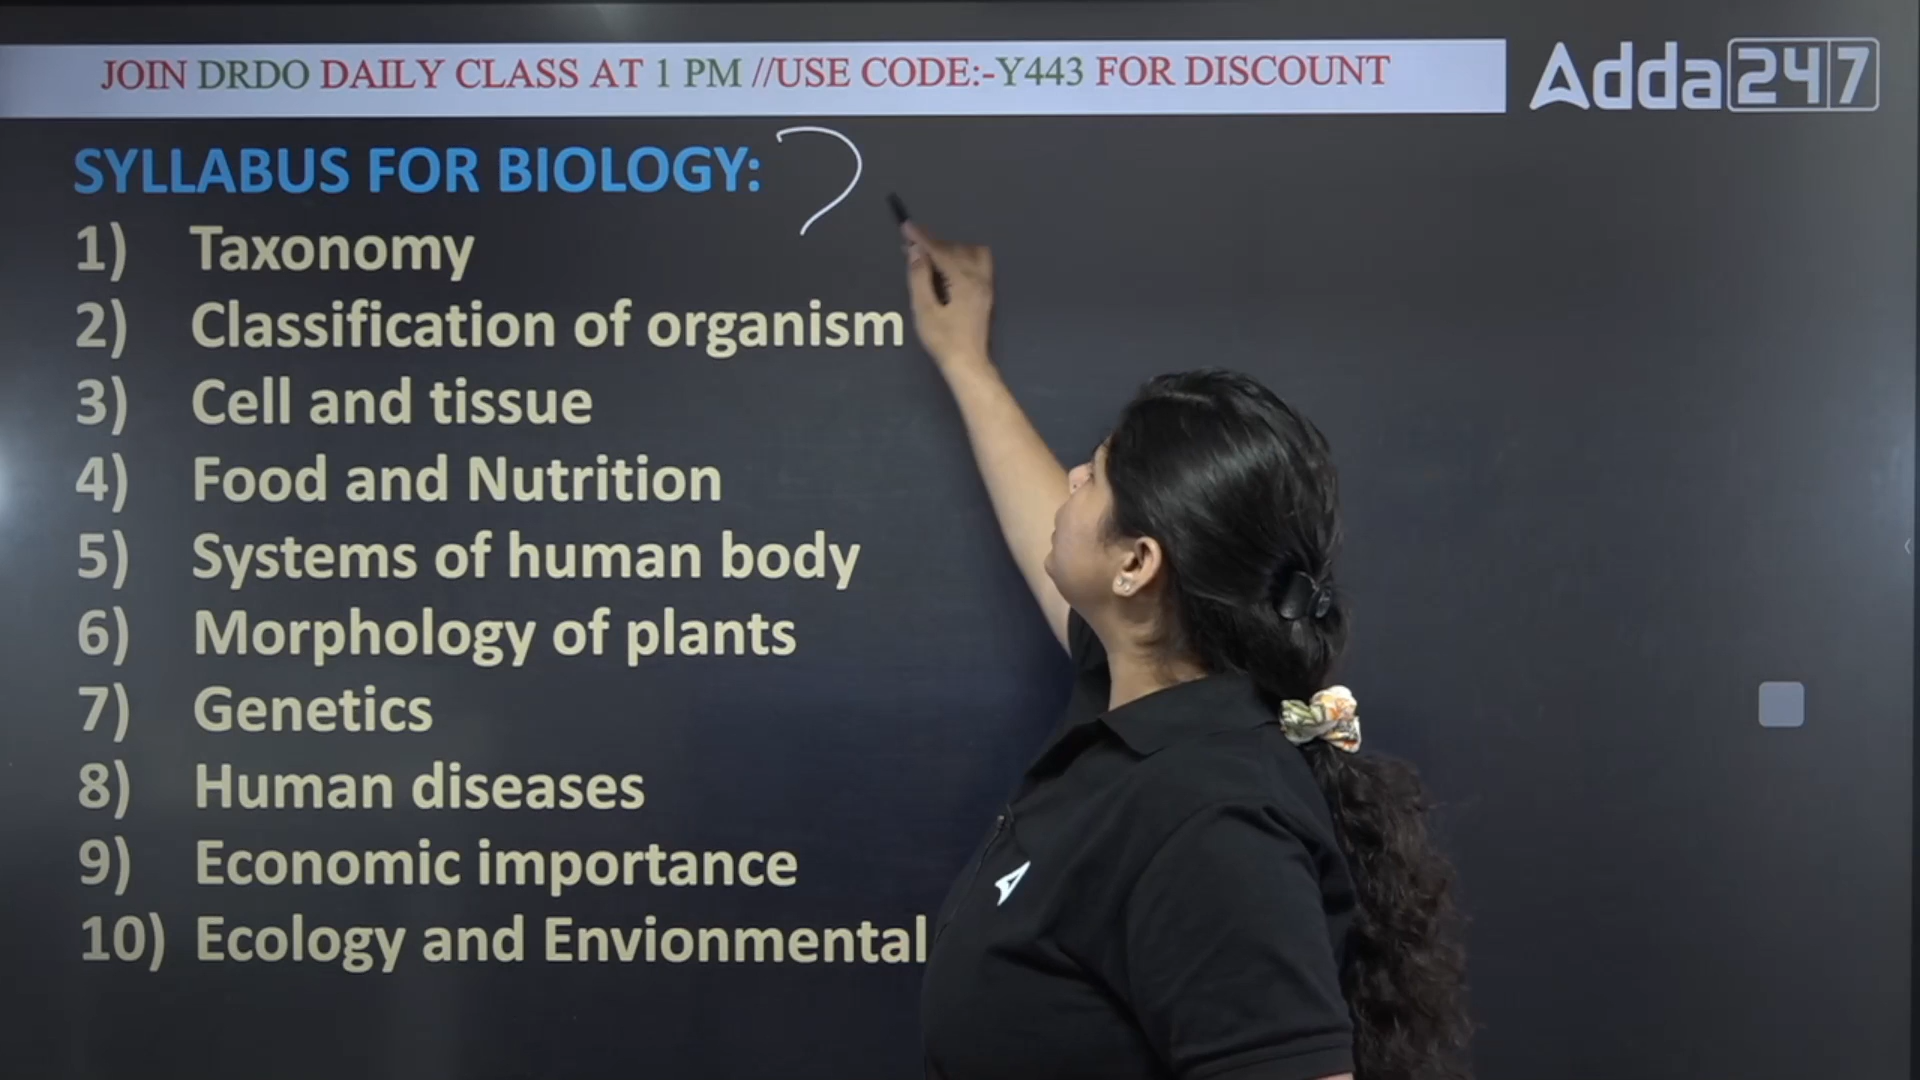 JOIN DRDO DAILY CLASS AT 1 PM //USE CODE:-Y443 FOR DISCOUNT
Adda247
SYLLABUS FOR BIOLOGY:
1) Taxonomy
2) Classification of organism
3) Cell and tissue
4) Food and Nutrition
5) Systems of human body
6) Morphology of plants
7) Genetics
8) Human diseases
9) Economic importance
10) Ecology and Envionmental